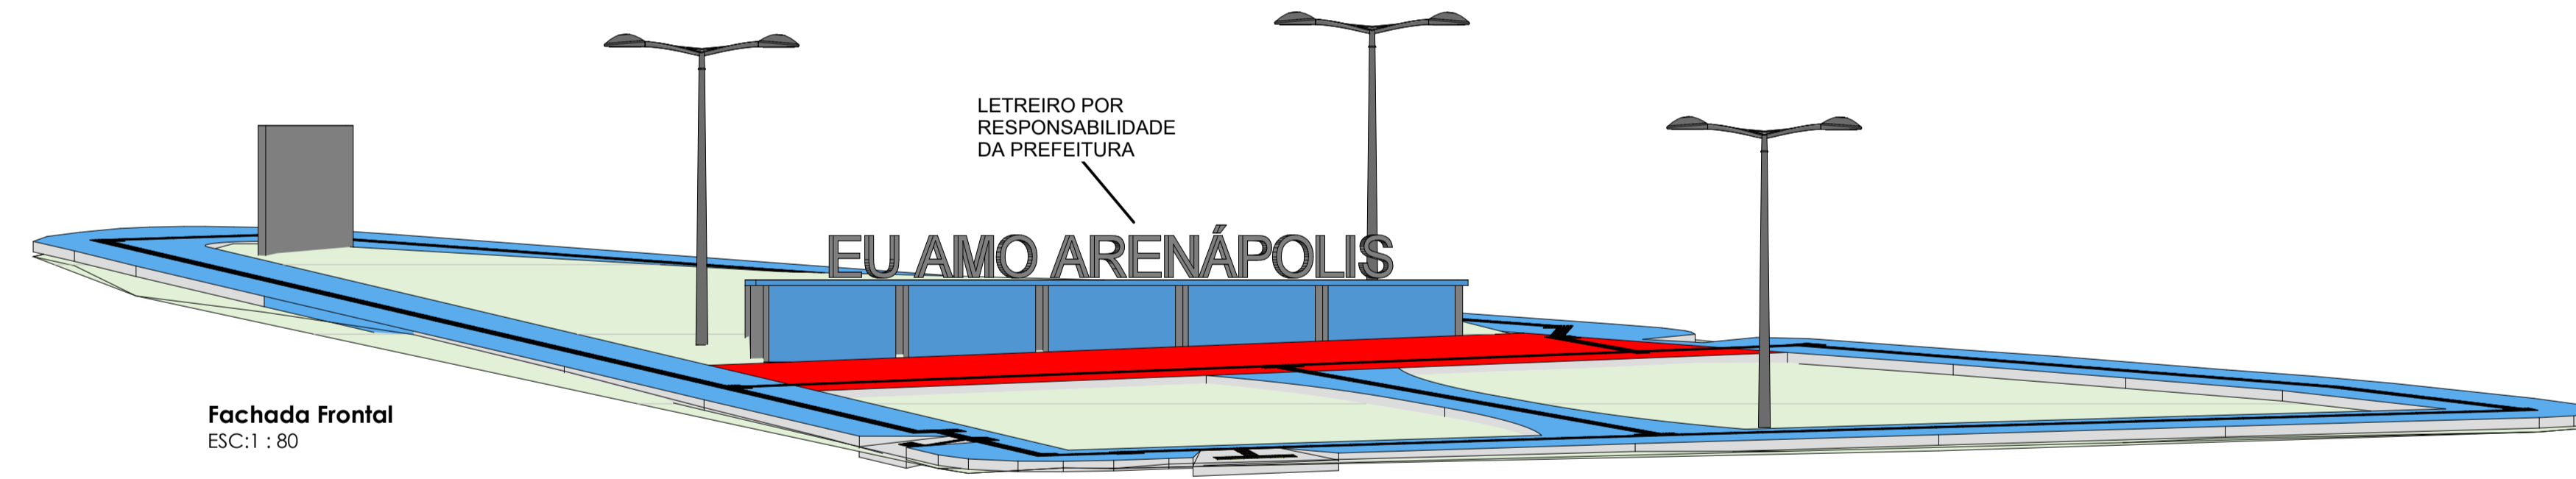 LETREIRO POR
RESPONSABILIDADE
DA PREFEITURA
EU AMO ARENÁPOLIS
Fachada Frontal
ESC:1 : 80